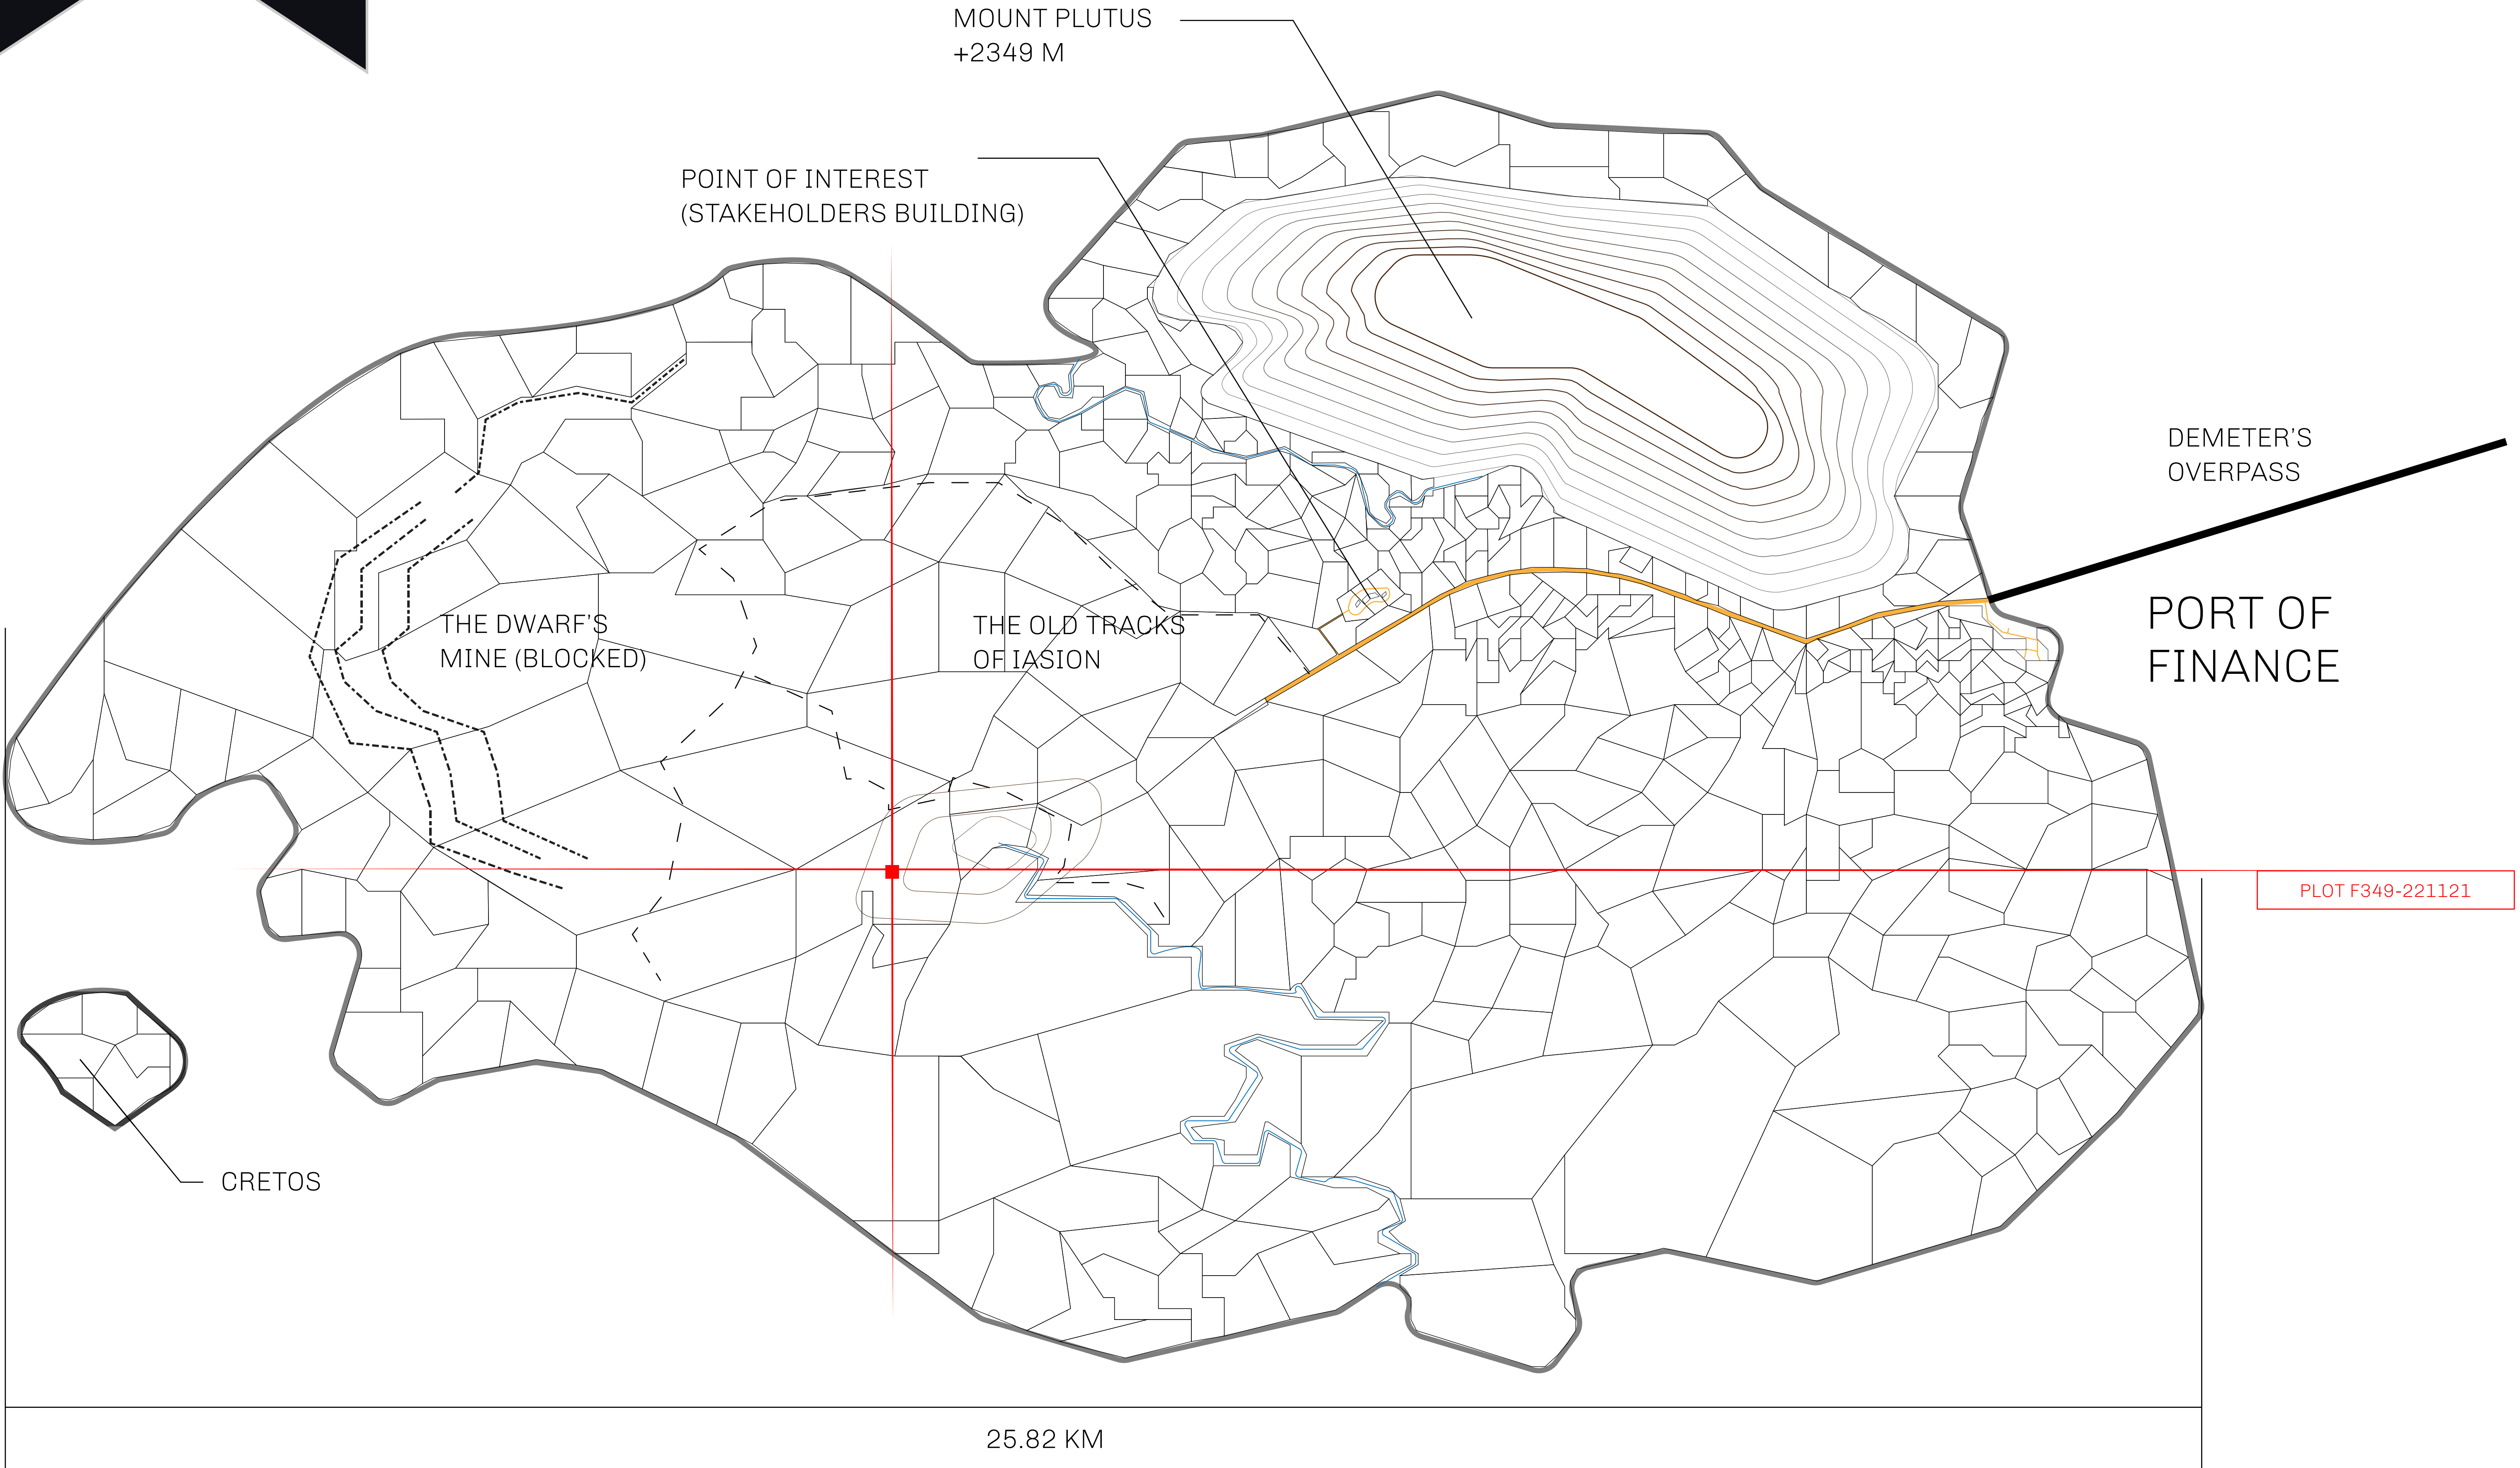 MOUNT PLUTUS
+2349 M
POINT OF INTEREST
(STAKEHOLDERS BUILDING)
DEMETER'S
OVERPASS
THE DWARF'S
MINE (BLOCKED)
THE OLD TRACKS
OF IASION
PORT OF
FINANCE
PLOT F349-221121
CRETOS
25.82 KM